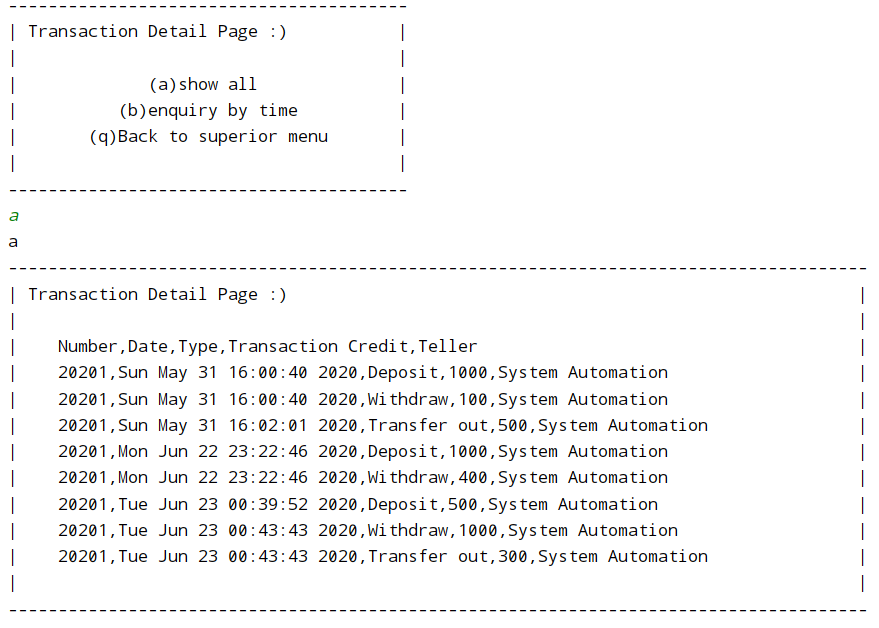 ----------------------------------------
| Transaction Detail Page :)           |
|                                      |
|             (a)show all              |
|          (b)enquiry by time          |
|       (q)Back to superior menu       |
|                                      |
----------------------------------------
a
a
--------------------------------------------------------------------------------------
| Transaction Detail Page :)                                                         |
|                                                                                    |
|    Number,Date,Type,Transaction Credit,Teller                                      |
|    20201,Sun May 31 16:00:40 2020,Deposit,1000,System Automation                   |
|    20201,Sun May 31 16:00:40 2020,Withdraw,100,System Automation                   |
|    20201,Sun May 31 16:02:01 2020,Transfer out,500,System Automation               |
|    20201,Mon Jun 22 23:22:46 2020,Deposit,1000,System Automation                   |
|    20201,Mon Jun 22 23:22:46 2020,Withdraw,400,System Automation                   |
|    20201,Tue Jun 23 00:39:52 2020,Deposit,500,System Automation                    |
|    20201,Tue Jun 23 00:43:43 2020,Withdraw,1000,System Automation                  |
|    20201,Tue Jun 23 00:43:43 2020,Transfer out,300,System Automation               |
|                                                                                    |
--------------------------------------------------------------------------------------